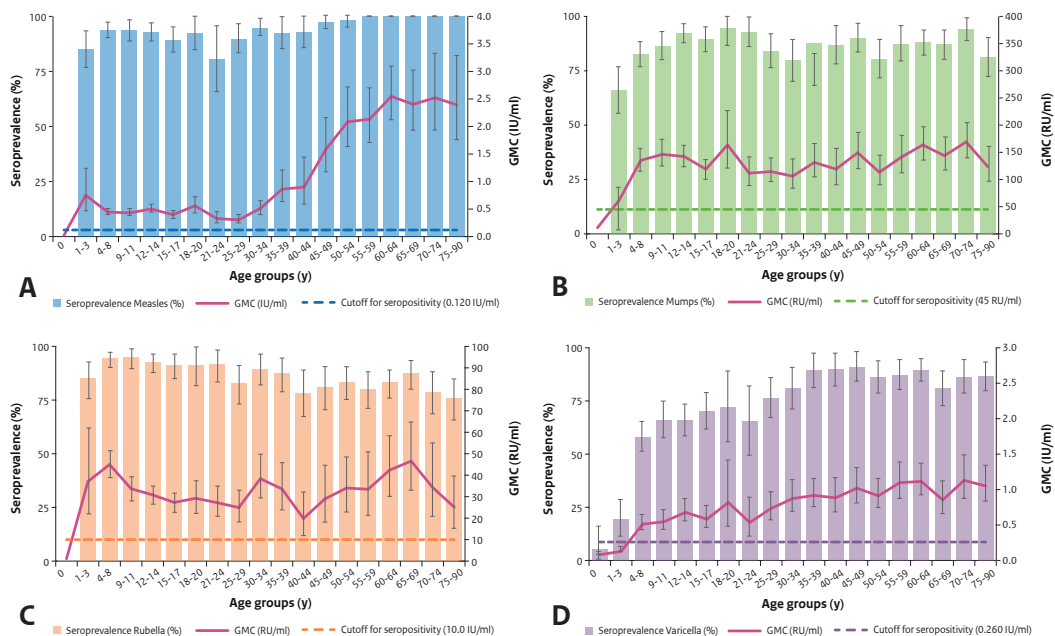 100
75
50
25
0
Seroprevalence (%)
4.0
3.5
3.0
2.5
2.0
1.5
1.0
0.5
0.0
GMC (IU/ml)
0 1-3 4-8 9-11 12-14 15-17 18-20 21-24 25-29 30-34 35-39 40-44 45-49 50-54 55-59 60-64 65-69 70-74 75-90
Age groups (y)
A
Seroprevalence Measles (%) GMC (IU/ml) Cutoff for seropositivity (0.120 IU/ml)
100
75
50
25
0
Seroprevalence (%)
400
350
300
250
200
150
100
50
0
GMC (RU/ml)
0 1-3 4-8 9-11 12-14 15-17 18-20 21-24 25-29 30-34 35-39 40-44 45-49 50-54 55-59 60-64 65-69 70-74 75-90
Age groups (y)
B
Seroprevalence Mumps (%) GMC (RU/ml) Cutoff for seropositivity (45 RU/ml)
100
75
50
25
0
Seroprevalence (%)
100
90
80
70
60
50
40
30
20
10
0
GMC (RU/ml)
0 1-3 4-8 9-11 12-14 15-17 18-20 21-24 25-29 30-34 35-39 40-44 45-49 50-54 55-59 60-64 65-69 70-74 75-90
Age groups (y)
C
Seroprevalence Rubella (%) GMC (RU/ml) Cutoff for seropositivity (10.0 IU/ml)
100
75
50
25
0
Seroprevalence (%)
3.0
2.5
2.0
1.5
1.0
0.5
0.0
GMC (IU/ml)
0 1-3 4-8 9-11 12-14 15-17 18-20 21-24 25-29 30-34 35-39 40-44 45-49 50-54 55-59 60-64 65-69 70-74 75-90
Age groups (y)
D
Seroprevalence Varicella (%) GMC (IU/ml) Cutoff for seropositivity (0.260 IU/ml)